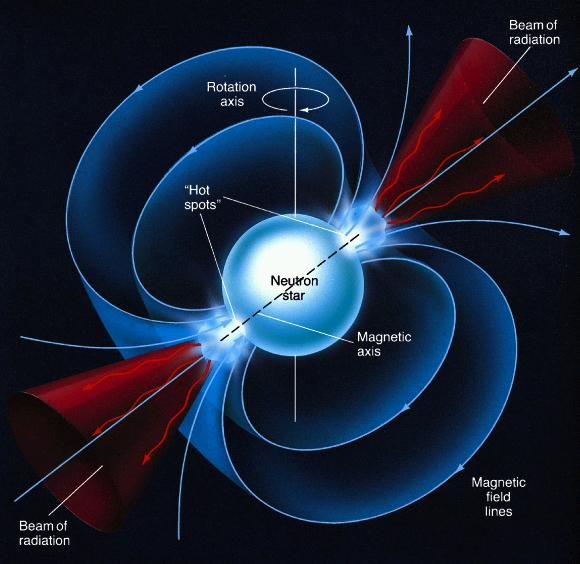 Beam of
radiation
Rotation
axis
"Hot
spots"
Neutron
star
Magnetic
axis
Magnetic
field
lines
Beam of
radiation